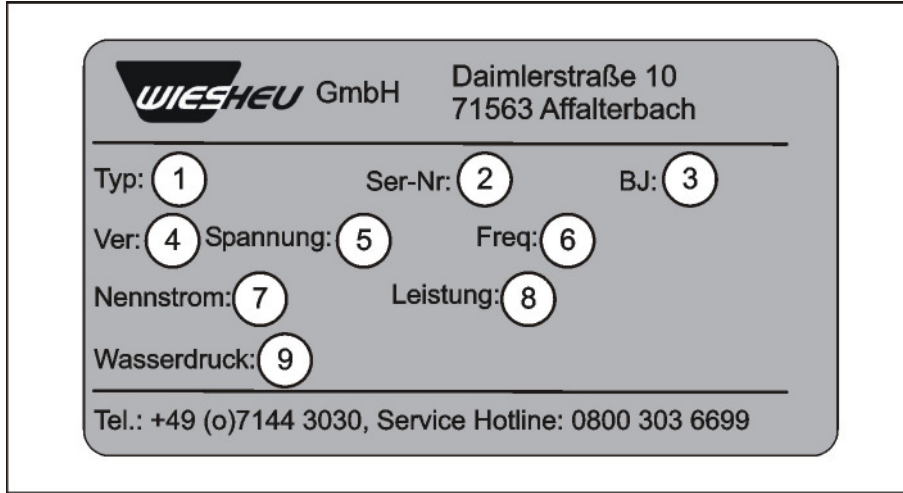 WIESHEU GmbH Daimlerstraße 10
71563 Affalterbach
Typ: 1 Ser-Nr: 2 BJ: 3
Ver: 4 Spannung: 5 Freq: 6
Nennstrom: 7 Leistung: 8
Wasserdruck: 9
Tel.: +49 (o)7144 3030, Service Hotline: 0800 303 6699